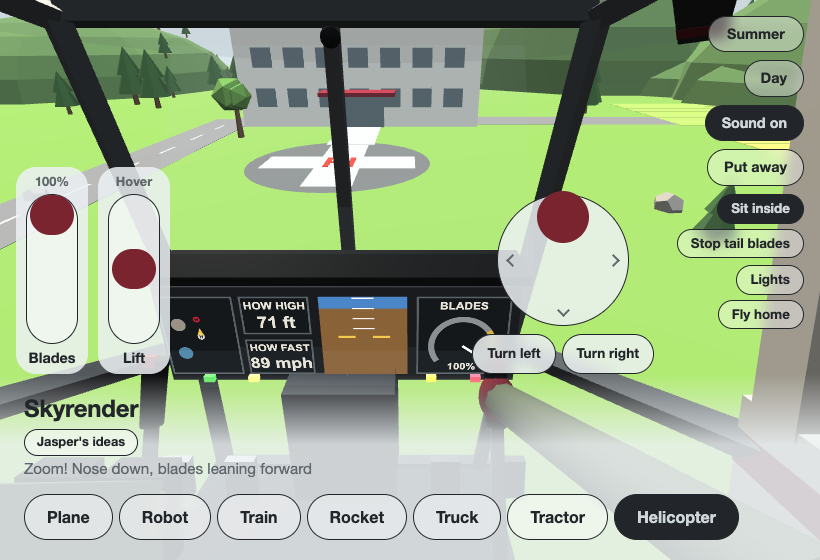 Summer
Day
Sound on
Put away
Sit inside
Stop tail blades
Lights
Fly home
100%
Hover
Blades
Lift
H
HOW HIGH
71 ft
HOW FAST
89 mph
BLADES
100%
Turn left
Turn right
Skyrender
Jasper's ideas
Zoom! Nose down, blades leaning forward
Plane
Robot
Train
Rocket
Truck
Tractor
Helicopter